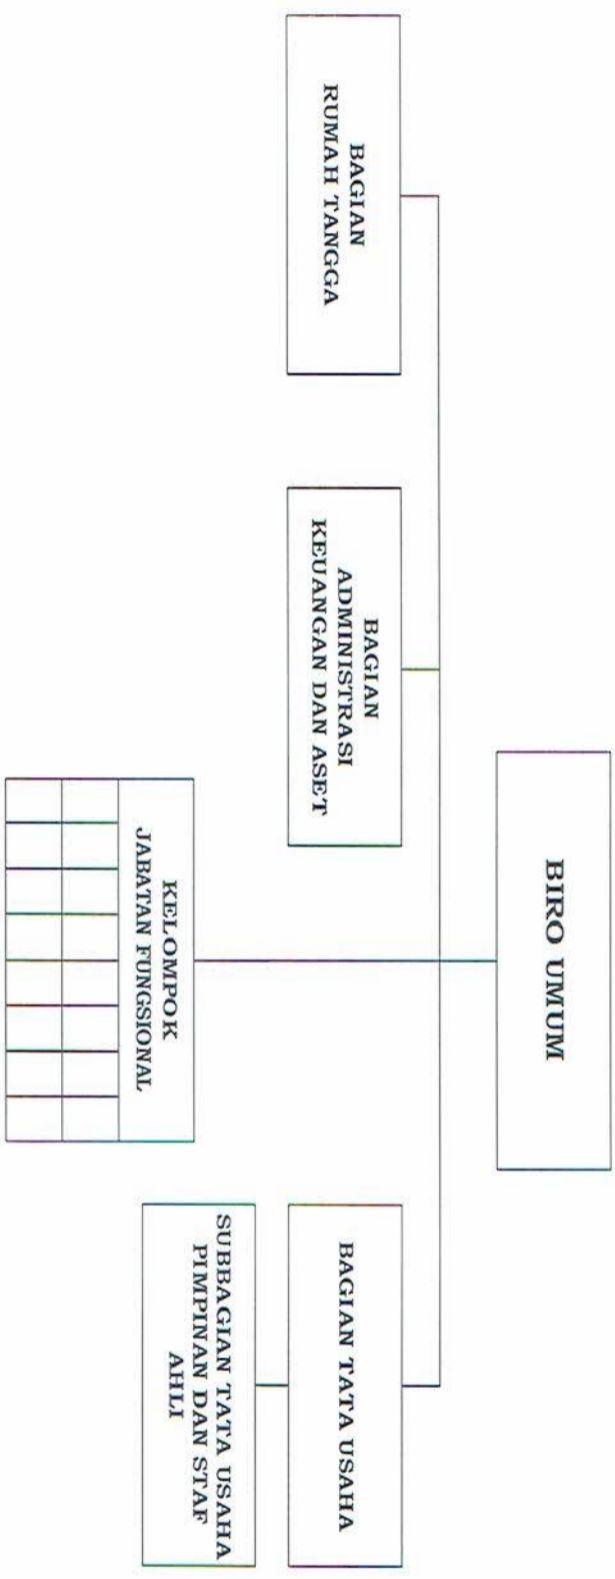 BIRO UMUM
BAGIAN
RUMAH TANGGA
BAGIAN
ADMINISTRASI
KEUANGAN DAN ASET
BAGIAN TATA USAHA
SUBBAGIAN TATA USAHA
PIMPINAN DAN STAF
AHLI
KELOMPOK
JABATAN FUNGSIONAL